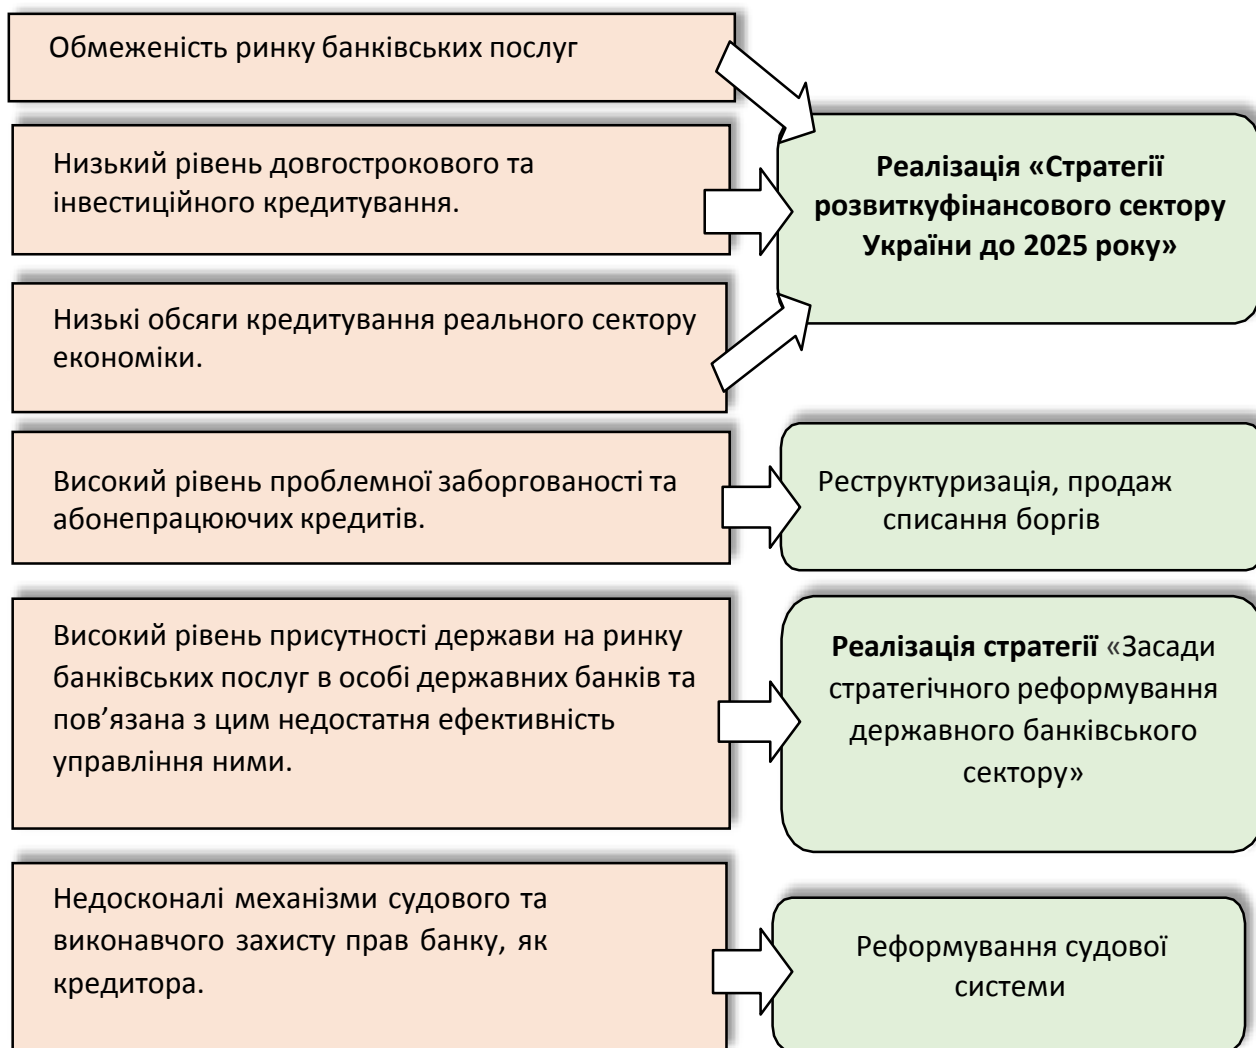 Обмеженість ринку банківських послуг
Низький рівень довгострокового та
інвестиційного кредитування.
Реалізація «Стратегії
розвиткуфінансового сектору
України до 2025 року»
Низькі обсяги кредитування реального сектору
економіки.
Високий рівень проблемної заборгованості та
абонепрацюючих кредитів.
Реструктуризація, продаж
списання боргів
Високий рівень присутності держави на ринку
банківських послуг в особі державних банків та
пов’язана з цим недостатня ефективність
управління ними.
Реалізація стратегії «Засади
стратегічного реформування
державного банківського
сектору»
Недосконалі механізми судового та
виконавчого захисту прав банку, як
кредитора.
Реформування судової
системи